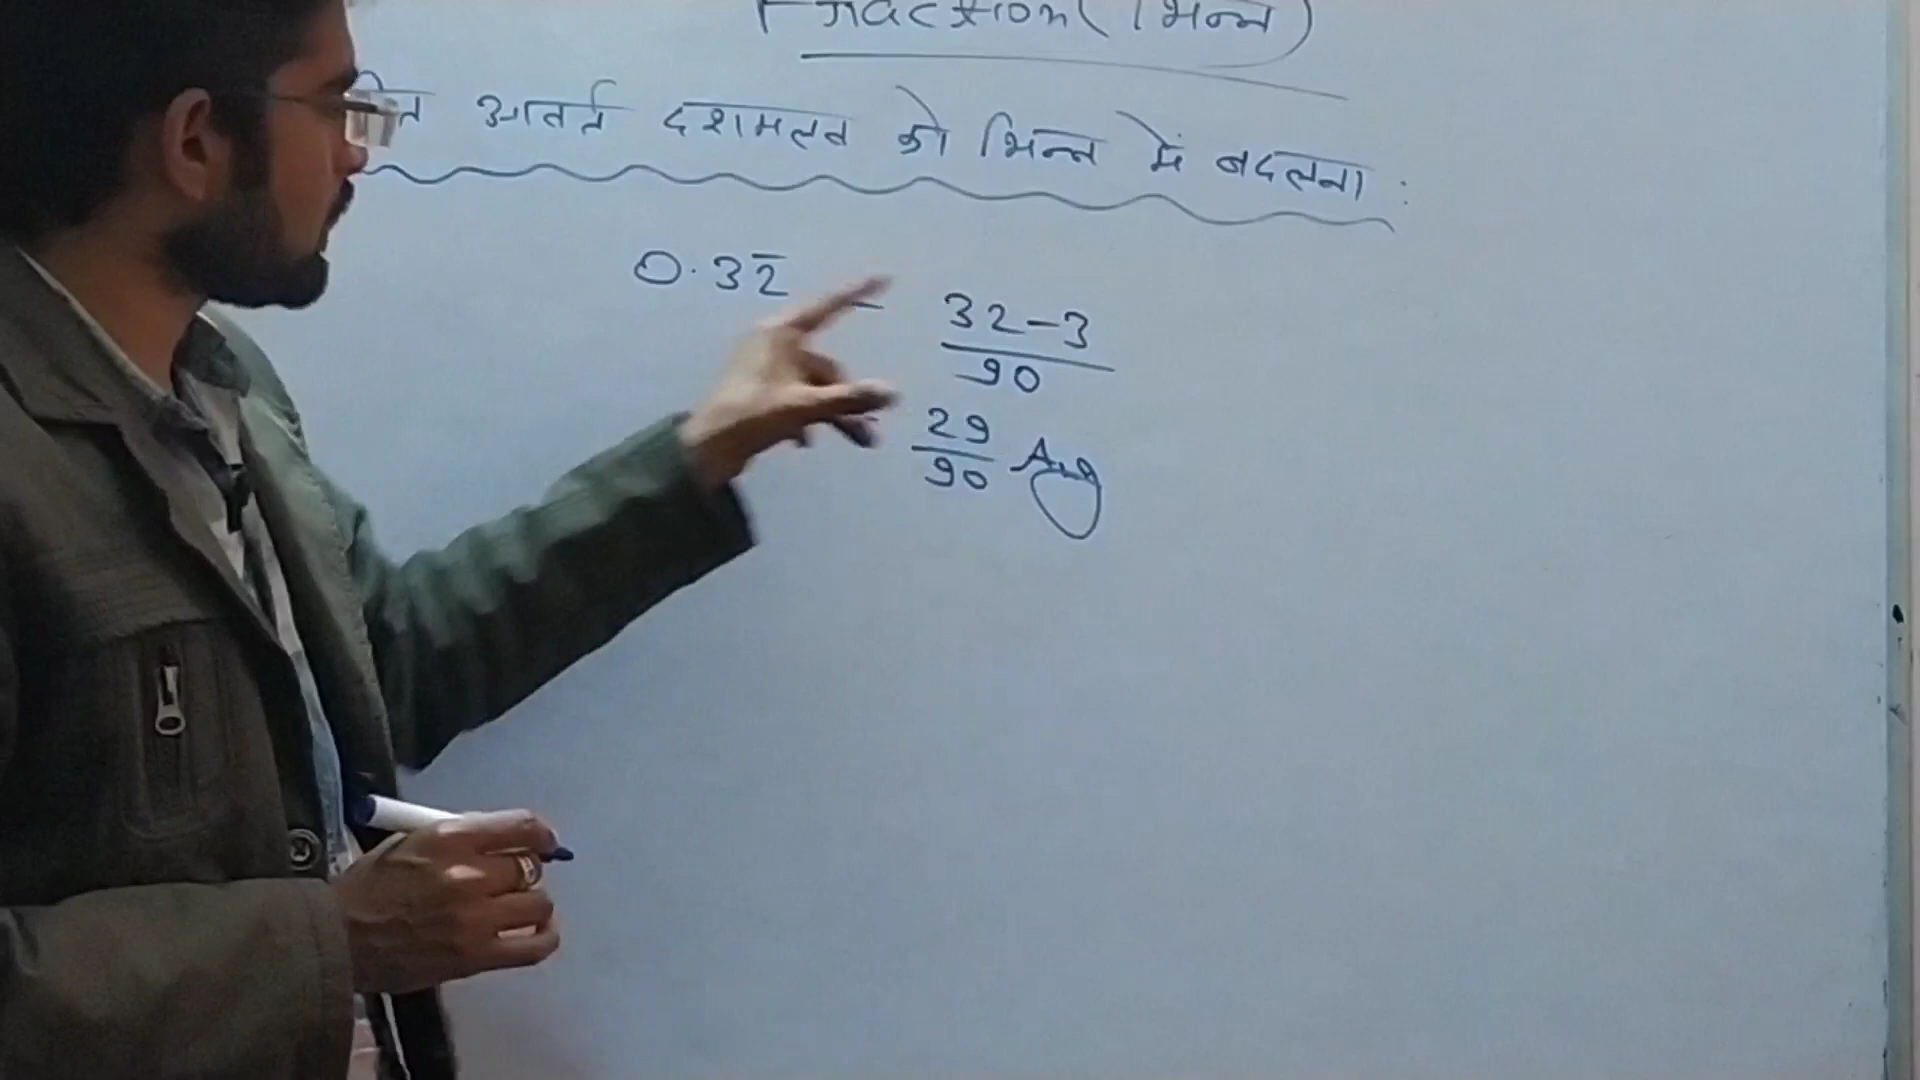 Fraction (भिन्न)
आवर्त दशमलव को भिन्न में बदलना :
0.32̅ = 32-3
90
= 29
90 Ans